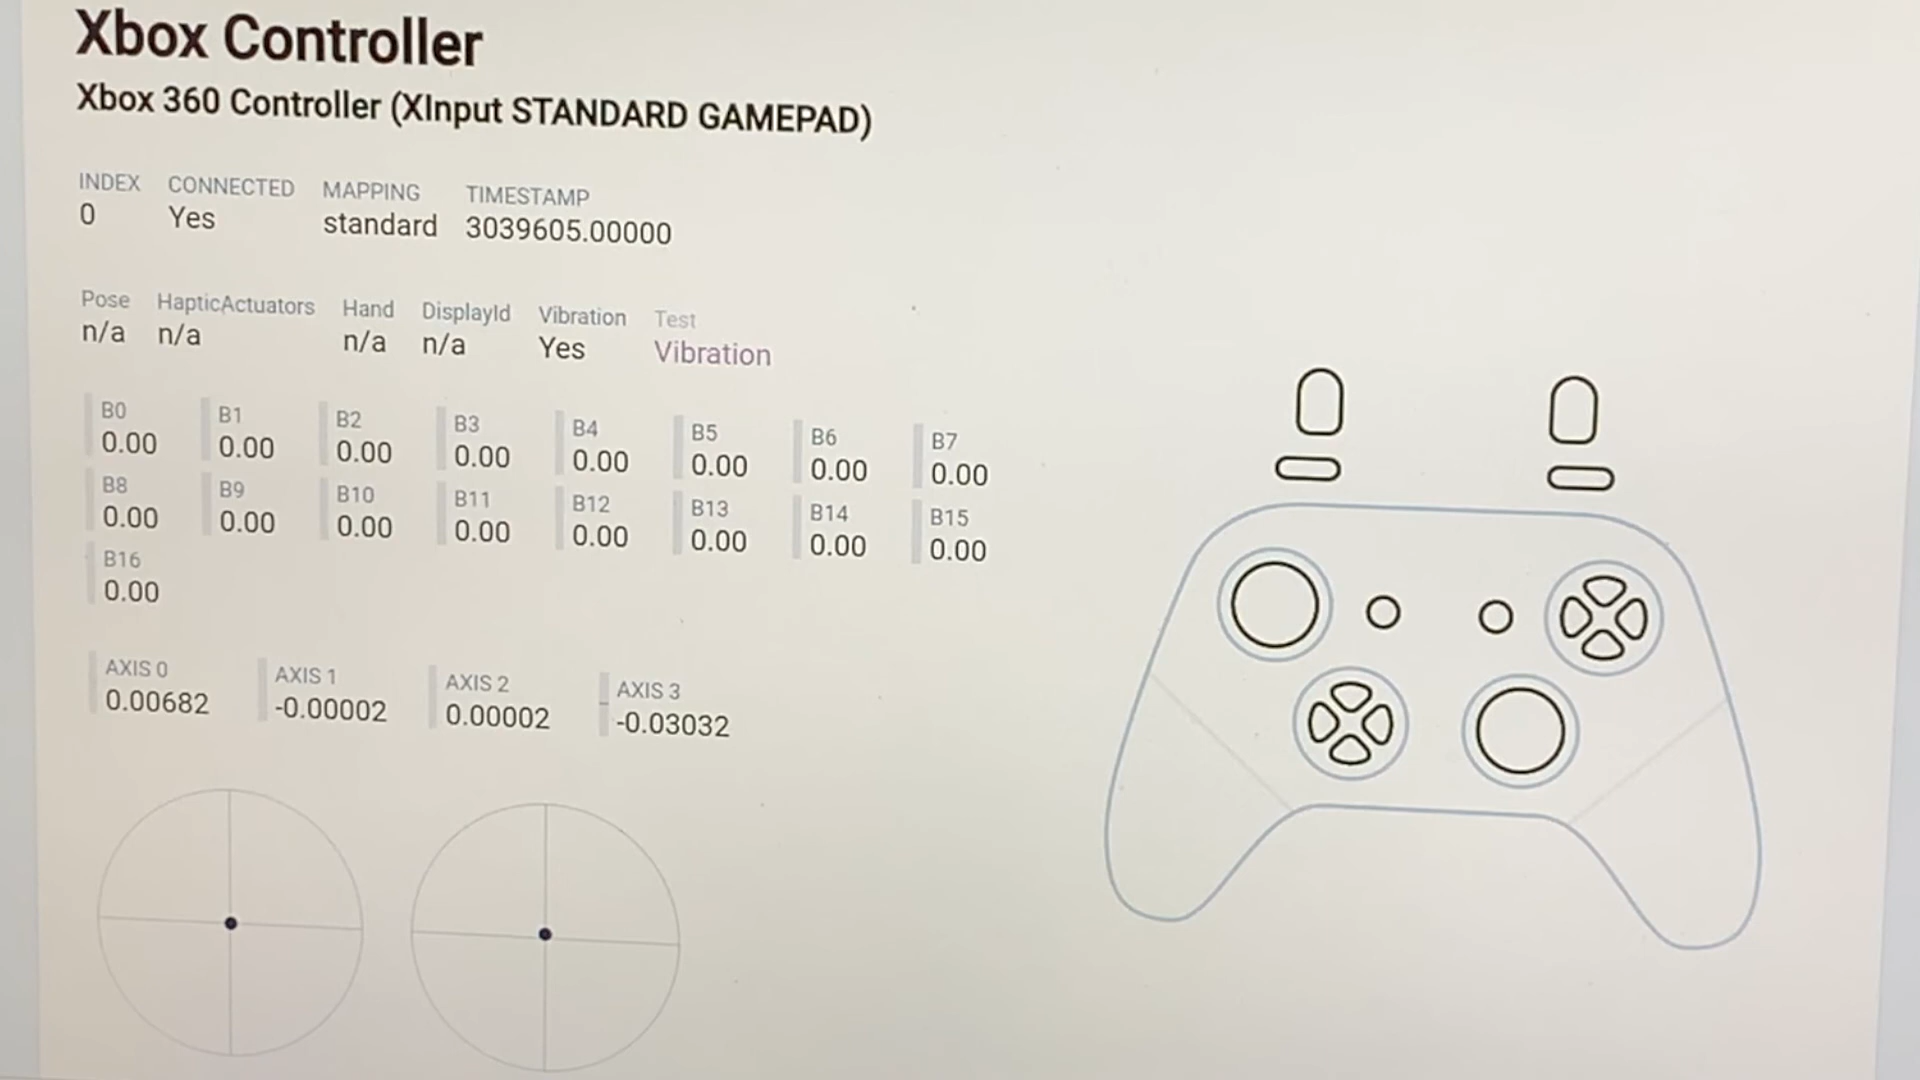 Xbox Controller
Xbox 360 Controller (XInput STANDARD GAMEPAD)
INDEX CONNECTED MAPPING TIMESTAMP
0 Yes standard 3039605.00000
Pose HapticActuators Hand DisplayId Vibration Test
n/a n/a n/a n/a Yes Vibration
B0 B1 B2 B3 B4 B5 B6 B7
0.00 0.00 0.00 0.00 0.00 0.00 0.00 0.00
B8 B9 B10 B11 B12 B13 B14 B15
0.00 0.00 0.00 0.00 0.00 0.00 0.00 0.00
B16
0.00
AXIS 0 AXIS 1 AXIS 2 AXIS 3
0.00682 -0.00002 0.00002 -0.03032